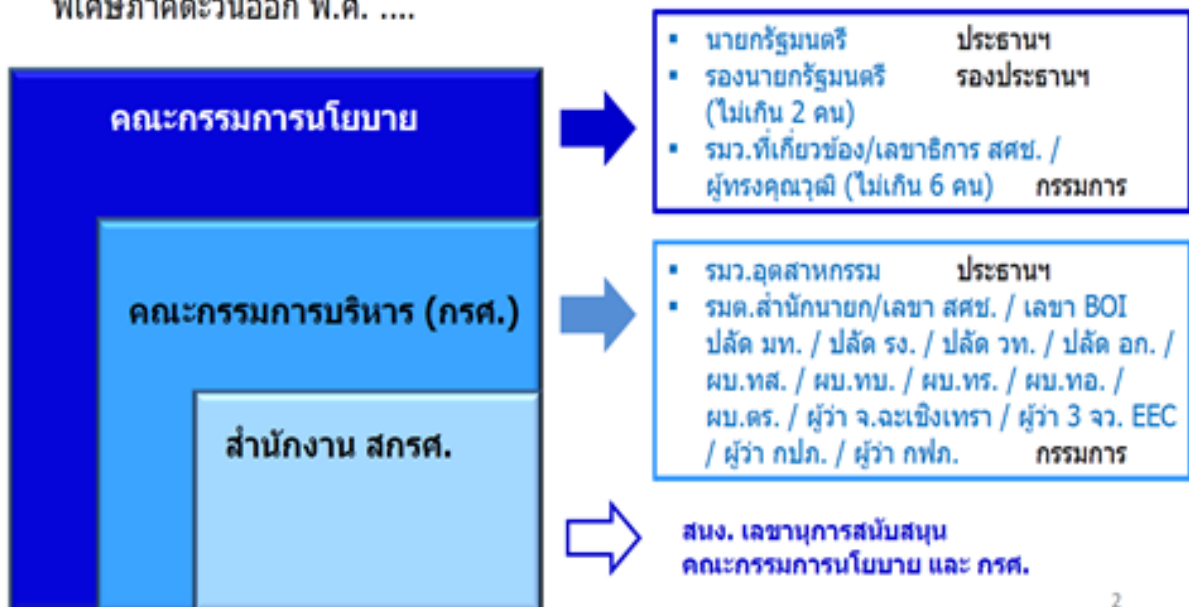 พิเศษภาคตะวันออก พ.ศ. ....
คณะกรรมการนโยบาย
▪ นายกรัฐมนตรี ประธานฯ
▪ รองนายกรัฐมนตรี รองประธานฯ
(ไม่เกิน 2 คน)
▪ รมว.ที่เกี่ยวข้อง/เลขาธิการ สศช. /
ผู้ทรงคุณวุฒิ (ไม่เกิน 6 คน) กรรมการ
คณะกรรมการบริหาร (กรศ.)
▪ รมว.อุตสาหกรรม ประธานฯ
▪ รมต.สำนักนายก/เลขา สศช. / เลขา BOI
ปลัด มท. / ปลัด รง. / ปลัด วท. / ปลัด อก. /
ผบ.ทส. / ผบ.ทบ. / ผบ.ทร. / ผบ.ทอ. /
ผบ.ตร. / ผู้ว่า จ.ฉะเชิงเทรา / ผู้ว่า 3 จว. EEC
/ ผู้ว่า กปภ. / ผู้ว่า กฟภ. กรรมการ
สำนักงาน สกรศ.
สนง. เลขานุการสนับสนุน
คณะกรรมการนโยบาย และ กรศ.
2